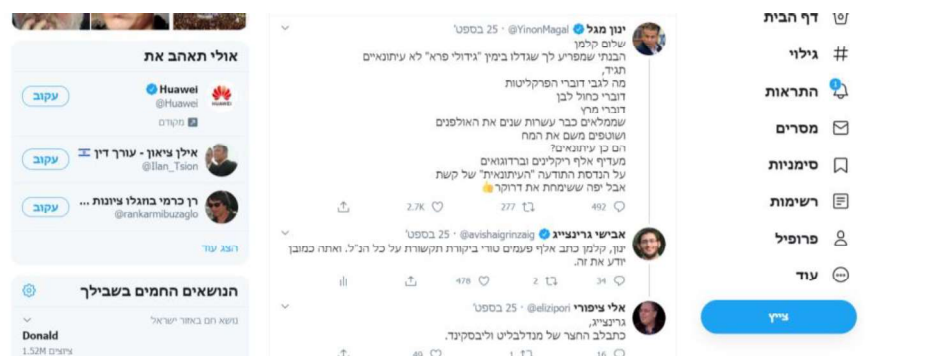 דף הבית
גילוי
התראות
1
מסרים
סימניות
רשימות
פרופיל
עוד
צייץ
ינון מגל @YinonMagal · 25 בספט'
שלום קלמן
הבנתי שמפריע לך שגדלו בימין "גידולי פרא" לא עיתונאיים
תגיד,
מה לגבי דוברי הפרקליטות
דוברי כחול לבן
דוברי מרץ
שממלאים כבר עשרות שנים את האולפנים
ושוטפים משם את המח
הם כן עיתונאים?
מעדיף אלף ריקלינים וברדוגואים
על הנדסת התודעה "העיתונאית" של קשת
אבל יפה ששימחת את דרוקר👍
492 277 2.7K
אבישי גרינצייג @avishaigrinzaig · 25 בספט'
ינון, קלמן כתב אלף פעמים טורי ביקורת תקשורת על כל הנ"ל. ואתה כמובן
יודע את זה.
34 2 478
אלי ציפורי @elizipori · 25 בספט'
גרינצייג,
כתבלב החצר של מנדלבליט וליבסקינד.
16 1 49
אולי תאהב את
Huawei
@Huawei
מקודם
עקוב
אילן ציאון - עורך דין
@Ilan_Tsion
עקוב
רן כרמי בוזגלו ציונות ...
@rankarmibuzaglo
עקוב
הצג עוד
הנושאים החמים בשבילך
נושא חם באזור ישראל
Donald
1.52M ציוצים